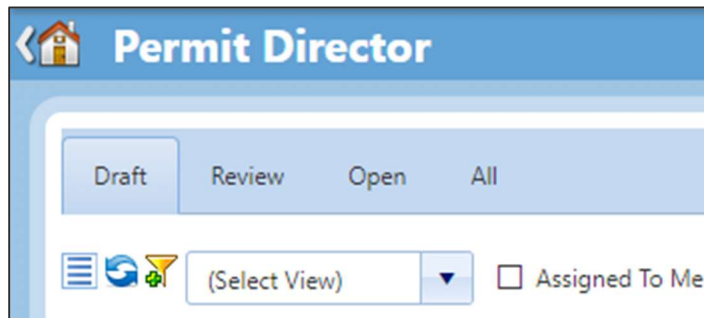 Permit Director
Draft Review Open All
(Select View) Assigned To Me